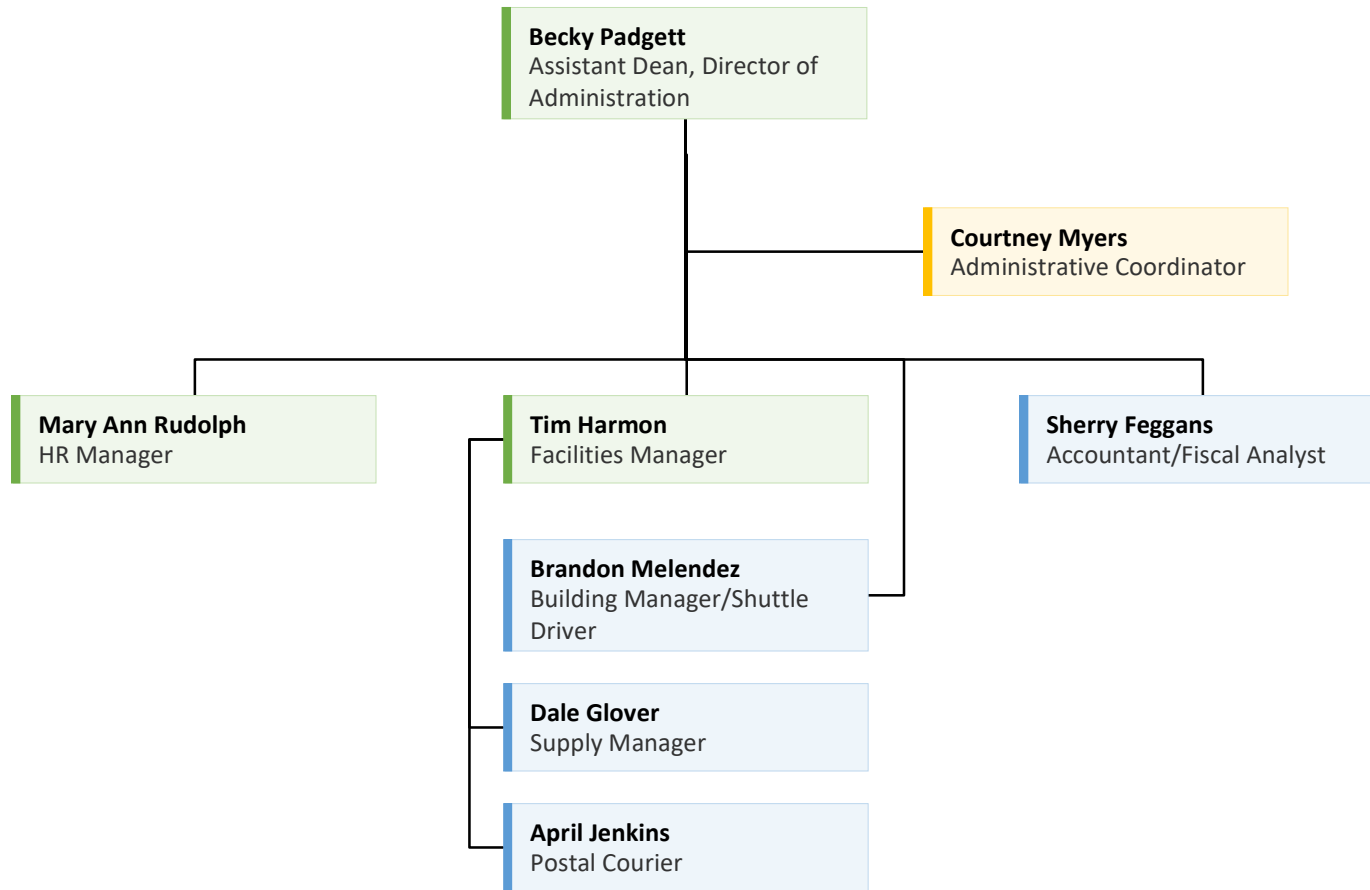 Becky Padgett
Assistant Dean, Director of
Administration
Courtney Myers
Administrative Coordinator
Mary Ann Rudolph
HR Manager
Tim Harmon
Facilities Manager
Sherry Feggans
Accountant/Fiscal Analyst
Brandon Melendez
Building Manager/Shuttle
Driver
Dale Glover
Supply Manager
April Jenkins
Postal Courier